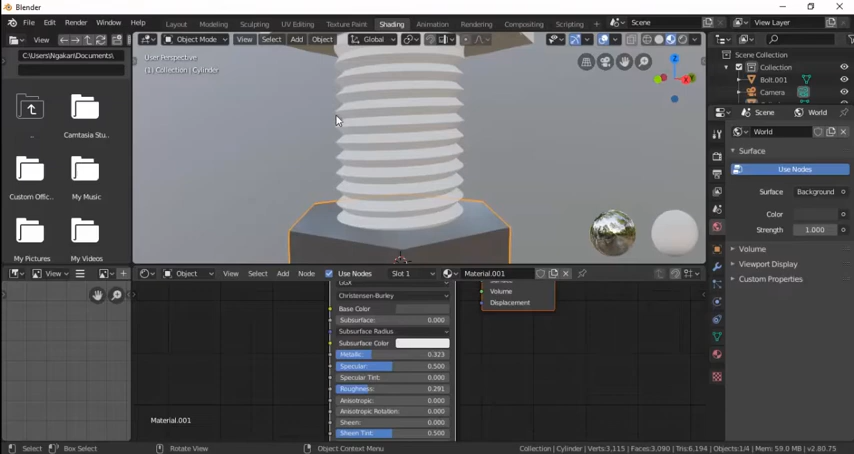 Blender
File Edit Render Window Help Layout Modeling Sculpting UV Editing Texture Paint Shading Animation Rendering Compositing Scripting Scene View Layer
View Object Mode View Select Add Object Global
C:\Users\Ngakan\Documents\
User Perspective
(1) Collection | Cylinder
Scene Collection
Collection
Bolt.001
Camera
..
Camtasia Stu..
Scene World
World
Surface
Use Nodes
Custom Offic..
My Music
Surface Background
Color
Strength 1.000
My Pictures
My Videos
Volume
Viewport Display
Custom Properties
View Object View Select Add Node Use Nodes Slot 1 Material.001
GGX
Christensen-Burley
Base Color
Subsurface: 0.000
Subsurface Radius
Subsurface Color
Metallic 0.323
Specular: 0.500
Specular Tint: 0.000
Roughness: 0.291
Anisotropic: 0.000
Anisotropic Rotation: 0.000
Sheen: 0.000
Sheen Tint: 0.500
Volume
Displacement
Material.001
Select Box Select Rotate View Object Context Menu Collection | Cylinder | Verts:3,115 | Faces:3,090 | Tris:6,194 | Objects:1/4 | Mem: 59.0 MB | v2.80.75